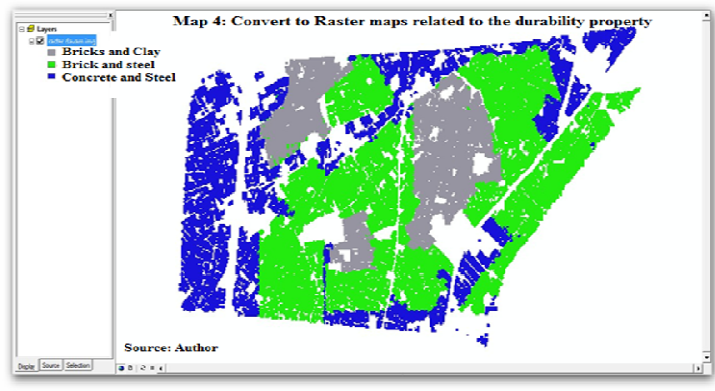 Map 4: Convert to Raster maps related to the durability property
Layers
Bricks and Clay
Brick and steel
Concrete and Steel
Source: Author
Display Source Selection